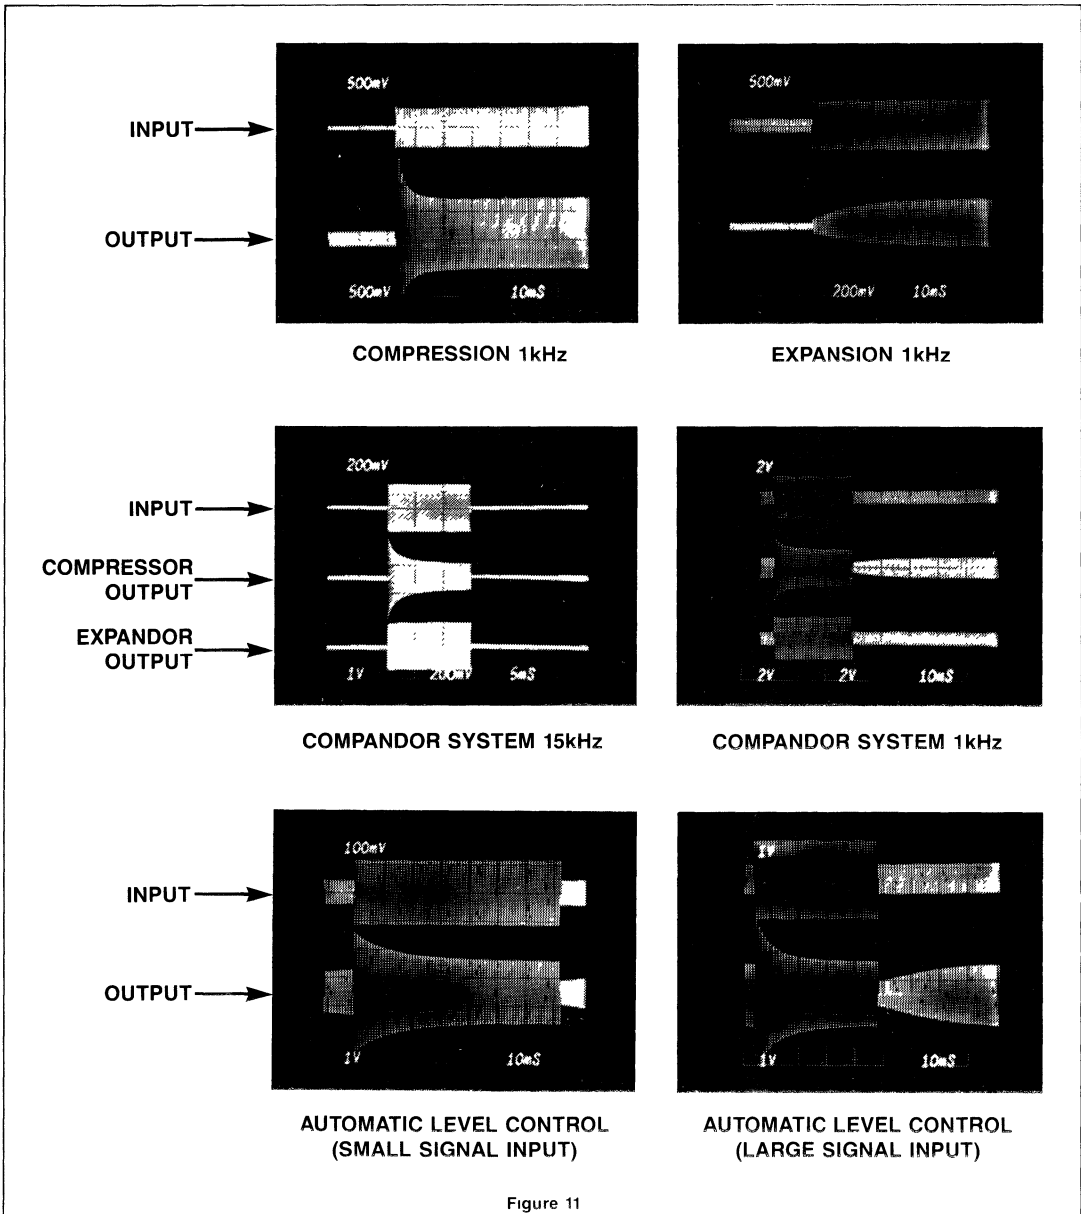 500mV
500mV
INPUT
OUTPUT
500mV 10mS
200mV 10mS
COMPRESSION 1kHz
EXPANSION 1kHz
200mV
2V
INPUT
COMPRESSOR
OUTPUT
EXPANDOR
OUTPUT
1V 200mV 5mS
2V 2V 10mS
COMPANDOR SYSTEM 15kHz
COMPANDOR SYSTEM 1kHz
100mV
1V
INPUT
OUTPUT
1V 10mS
1V 10mS
AUTOMATIC LEVEL CONTROL
(SMALL SIGNAL INPUT)
AUTOMATIC LEVEL CONTROL
(LARGE SIGNAL INPUT)
Figure 11